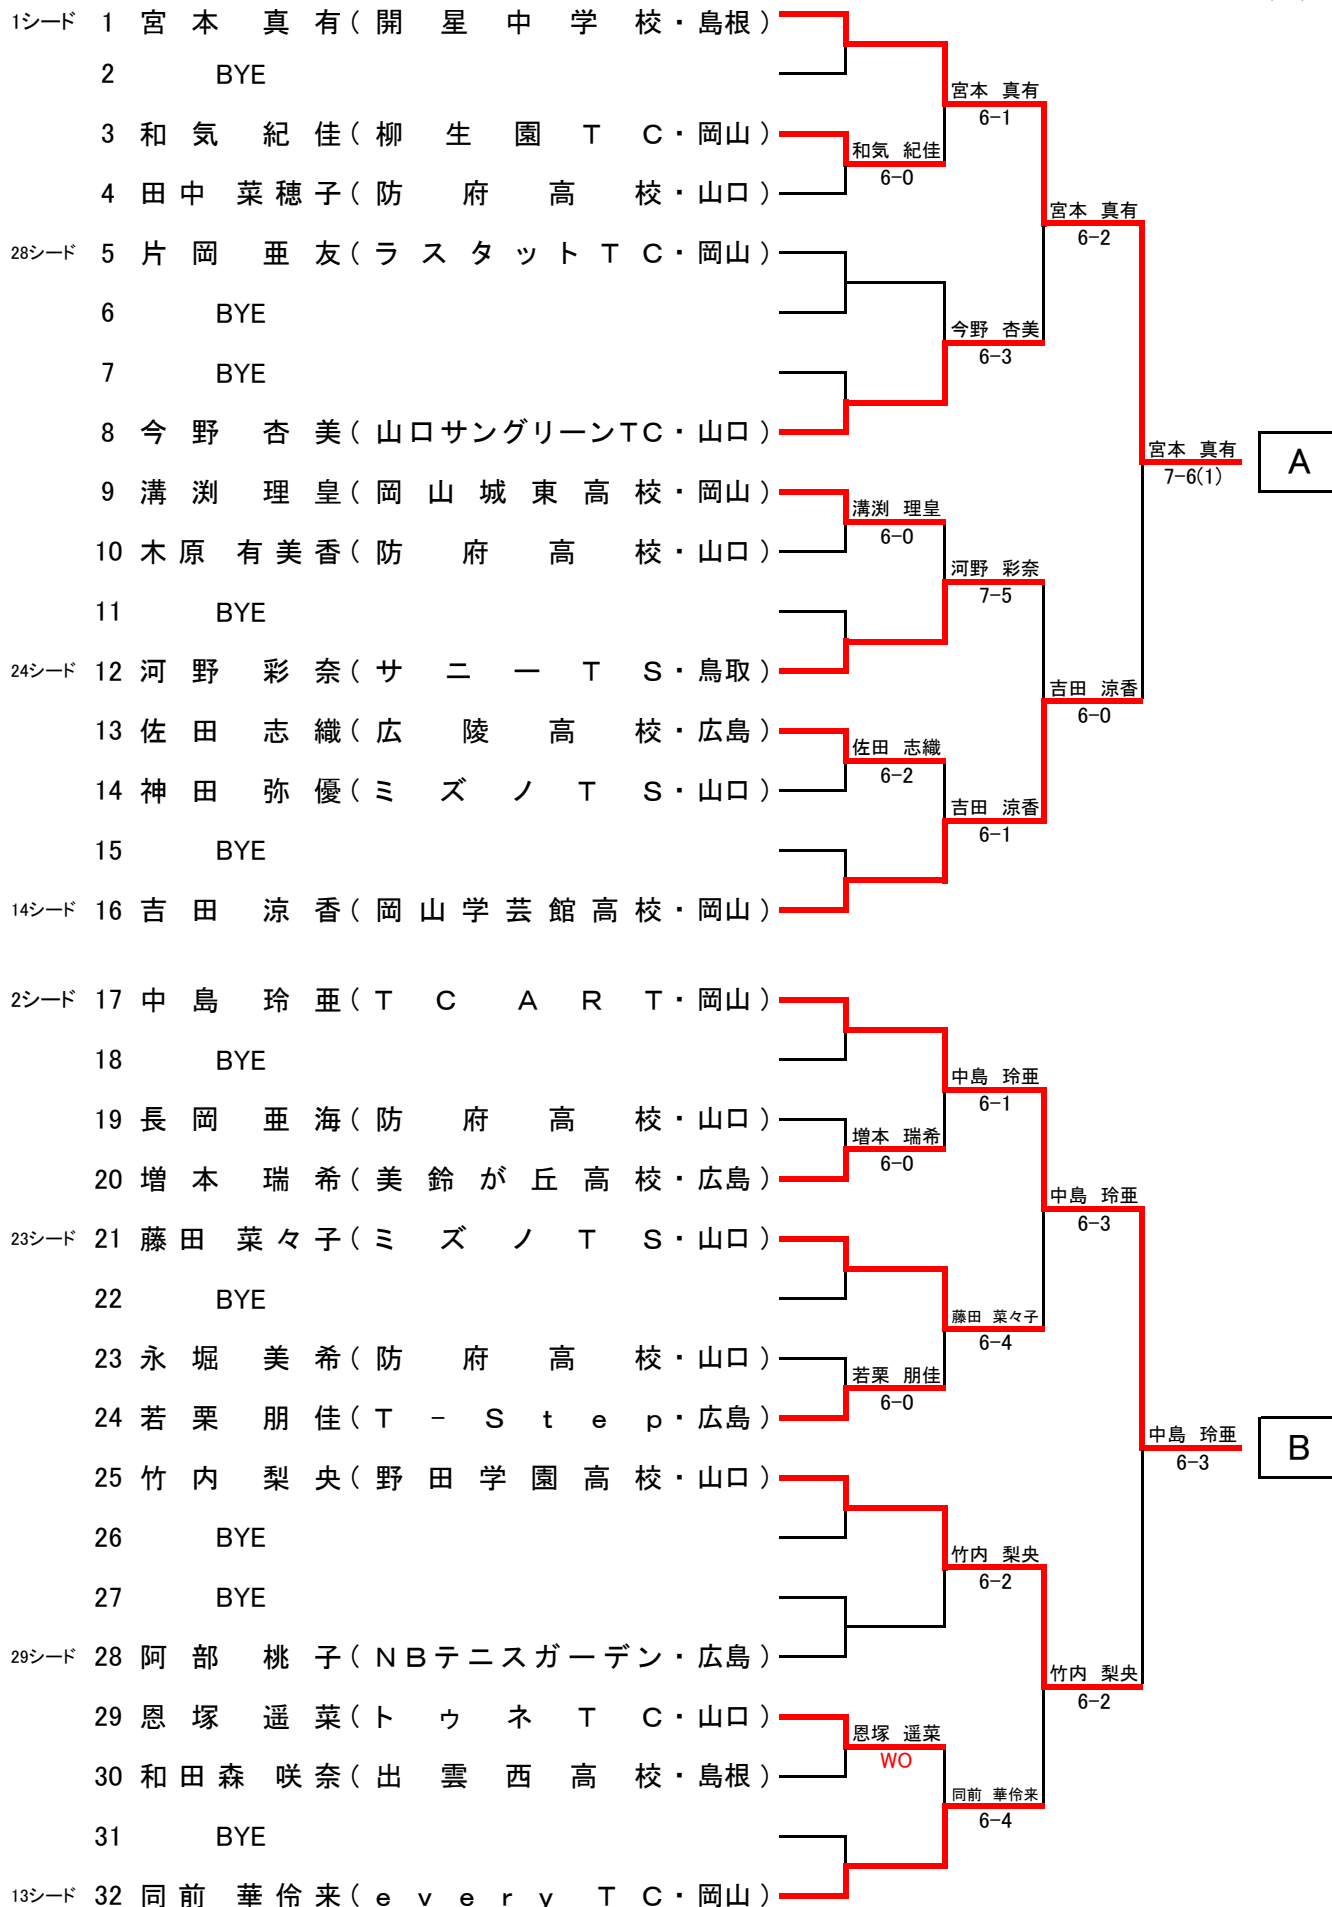 1シード 1 宮本 真有(開星中学校・島根)
2 BYE
宮本 真有
6-1
3 和気 紀佳(柳生園TC・岡山)
和気 紀佳
6-0
4 田中 菜穂子(防府高校・山口)
宮本 真有
6-2
28シード 5 片岡 亜友(ラスタットTC・岡山)
6 BYE
今野 杏美
6-3
7 BYE
8 今野 杏美(山口サングリーンTC・山口)
宮本 真有
7-6(1)
A
9 溝渕 理皇(岡山城東高校・岡山)
溝渕 理皇
6-0
10 木原 有美香(防府高校・山口)
河野 彩奈
7-5
11 BYE
24シード 12 河野 彩奈(サニーTS・鳥取)
吉田 涼香
6-0
13 佐田 志織(広陵高校・広島)
佐田 志織
6-2
14 神田 弥優(ミズノTS・山口)
吉田 涼香
6-1
15 BYE
14シード 16 吉田 涼香(岡山学芸館高校・岡山)
2シード 17 中島 玲亜(TC ART・岡山)
18 BYE
中島 玲亜
6-1
19 長岡 亜海(防府高校・山口)
増本 瑞希
6-0
20 増本 瑞希(美鈴が丘高校・広島)
中島 玲亜
6-3
23シード 21 藤田 菜々子(ミズノTS・山口)
22 BYE
藤田 菜々子
6-4
23 永堀 美希(防府高校・山口)
若栗 朋佳
6-0
24 若栗 朋佳(T-Step・広島)
中島 玲亜
6-3
B
25 竹内 梨央(野田学園高校・山口)
26 BYE
竹内 梨央
6-2
27 BYE
29シード 28 阿部 桃子(NBテニスガーデン・広島)
竹内 梨央
6-2
29 恩塚 遥菜(トゥネTC・山口)
恩塚 遥菜
WO
30 和田森 咲奈(出雲西高校・島根)
同前 華伶来
6-4
31 BYE
13シード 32 同前 華伶来(every TC・岡山)